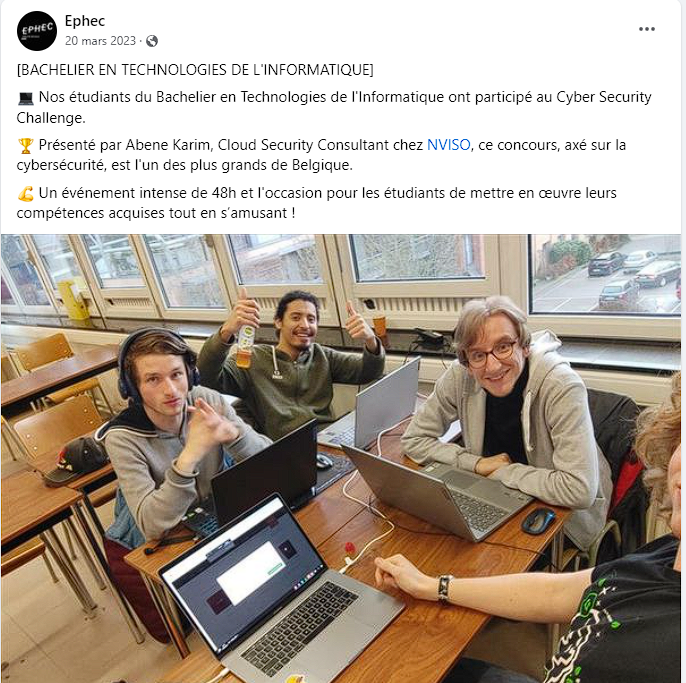 EPHEC
Ephec
20 mars 2023 ·
[BACHELIER EN TECHNOLOGIES DE L'INFORMATIQUE]
💻 Nos étudiants du Bachelier en Technologies de l'Informatique ont participé au Cyber Security
Challenge.
🏆 Présenté par Abene Karim, Cloud Security Consultant chez NVISO, ce concours, axé sur la
cybersécurité, est l'un des plus grands de Belgique.
💪 Un événement intense de 48h et l'occasion pour les étudiants de mettre en œuvre leurs
compétences acquises tout en s’amusant !